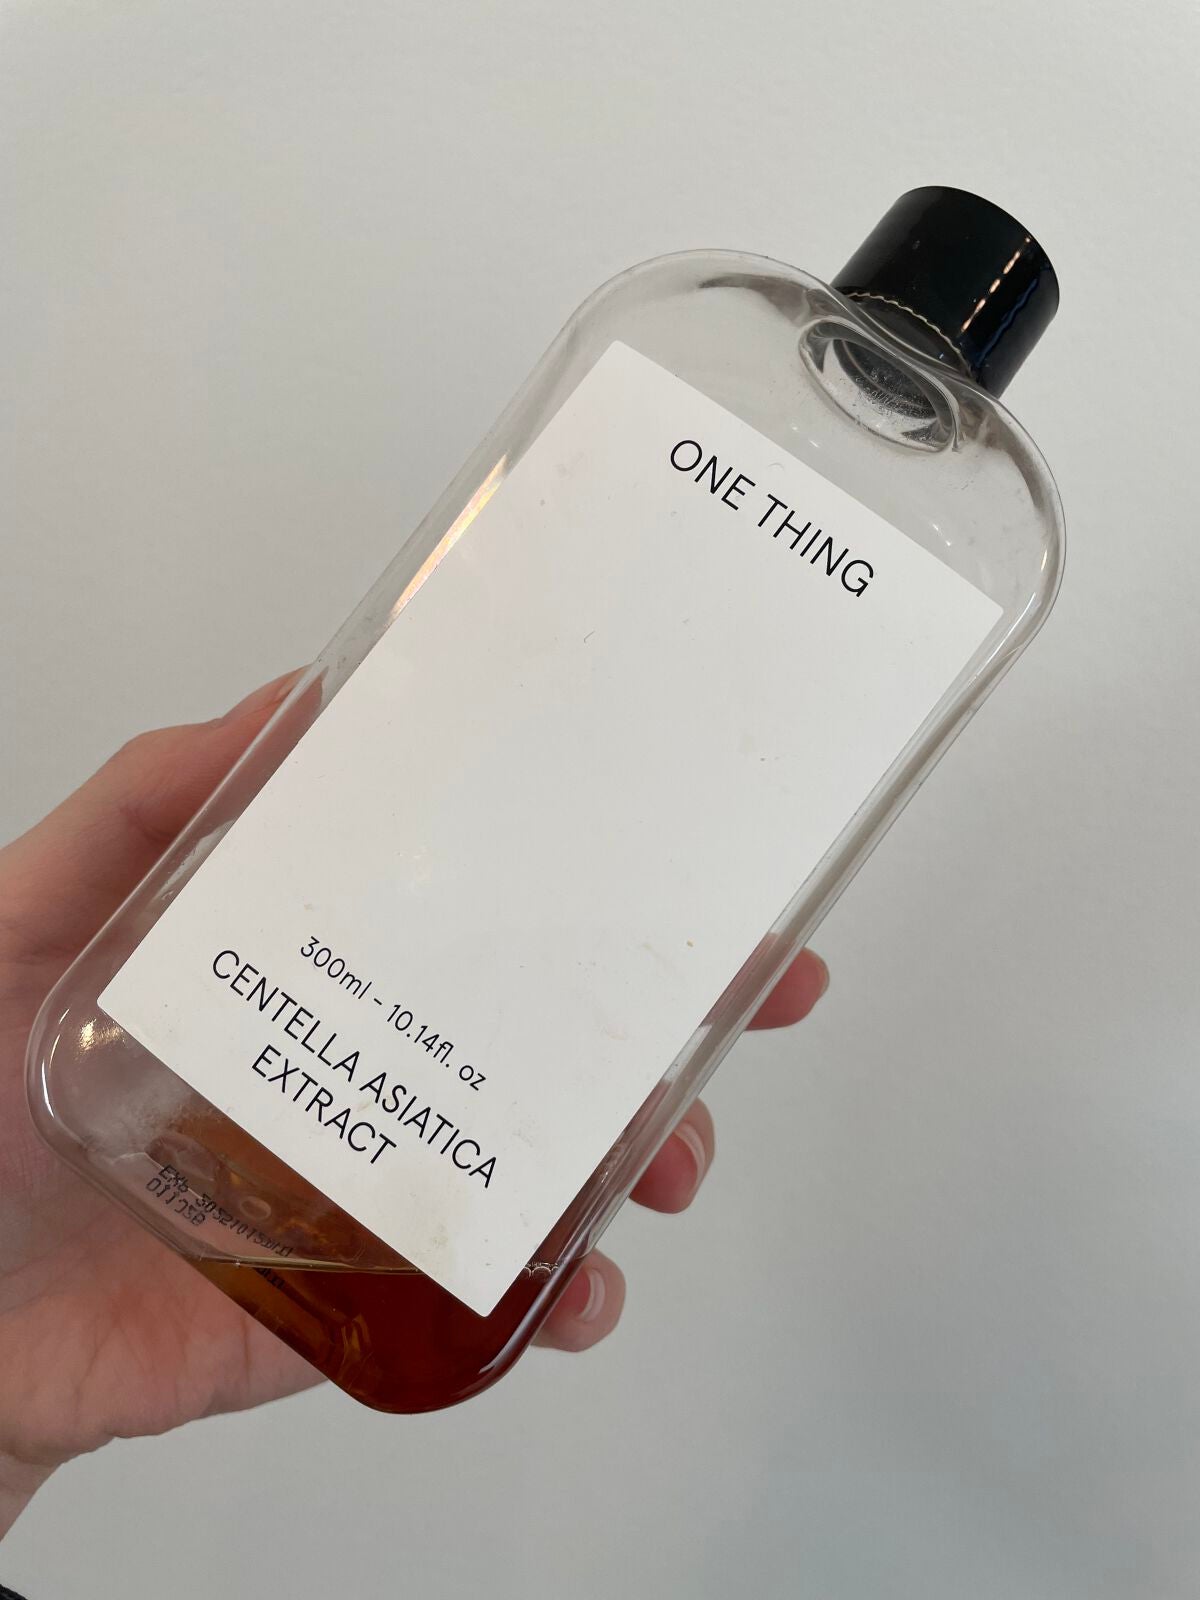 ONE THING
300ml - 10.14fl. oz
CENTELLA ASIATICA
EXTRACT